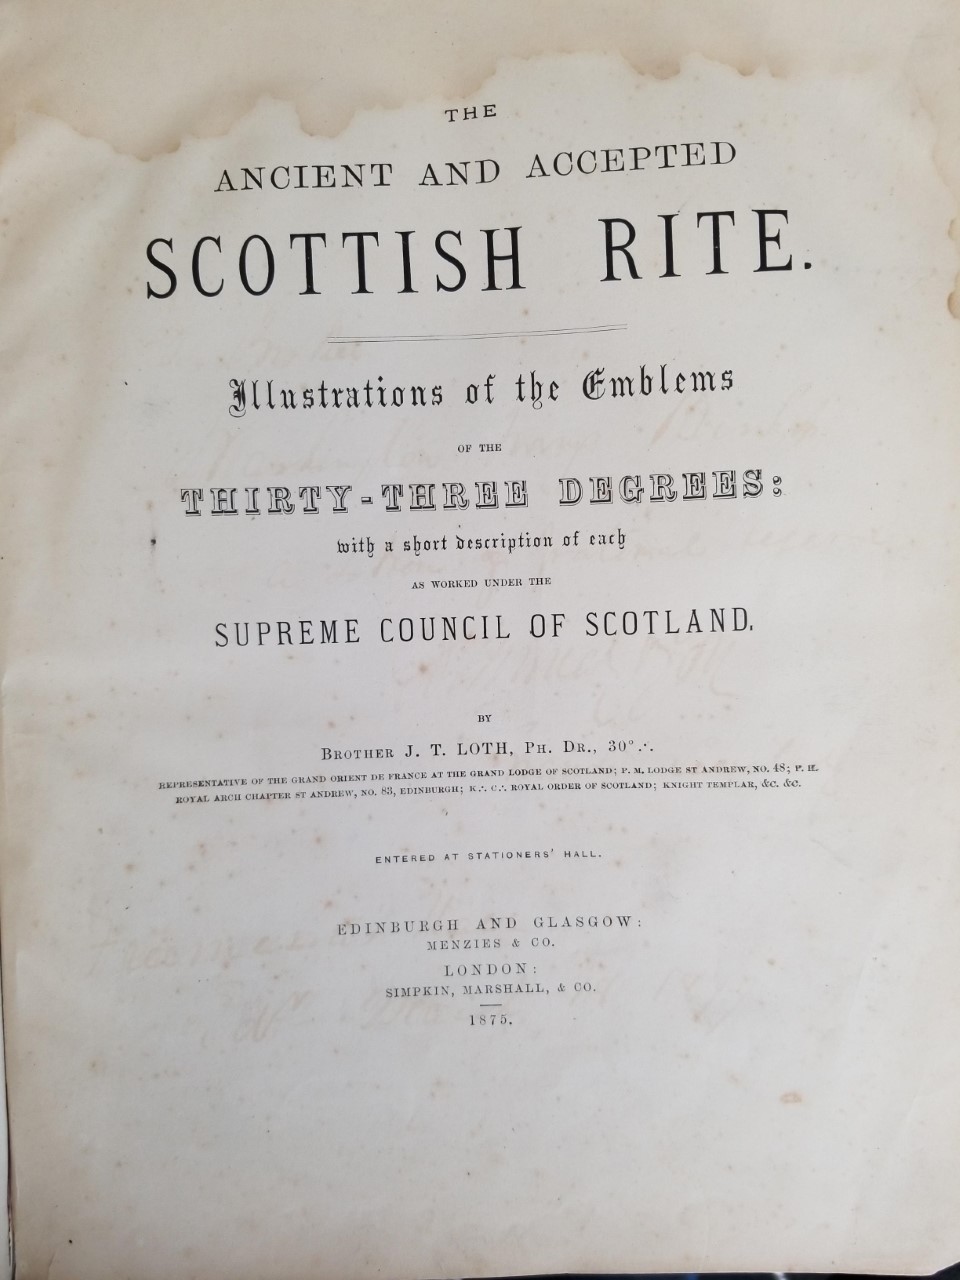 THE
ANCIENT AND ACCEPTED
SCOTTISH RITE.
Illustrations of the Emblems
OF THE
THIRTY-THREE DEGREES:
with a short description of each
AS WORKED UNDER THE
SUPREME COUNCIL OF SCOTLAND.
BY
BROTHER J. T. LOTH, PH. DR., 30°.∴
REPRESENTATIVE OF THE GRAND ORIENT DE FRANCE AT THE GRAND LODGE OF SCOTLAND; P. M. LODGE ST ANDREW, NO. 48; P. H.
ROYAL ARCH CHAPTER ST ANDREW, NO. 83, EDINBURGH; K.∴ C.∴ ROYAL ORDER OF SCOTLAND; KNIGHT TEMPLAR, &C. &C.
ENTERED AT STATIONERS' HALL.
EDINBURGH AND GLASGOW:
MENZIES & CO.
LONDON:
SIMPKIN, MARSHALL, & CO.
1875.